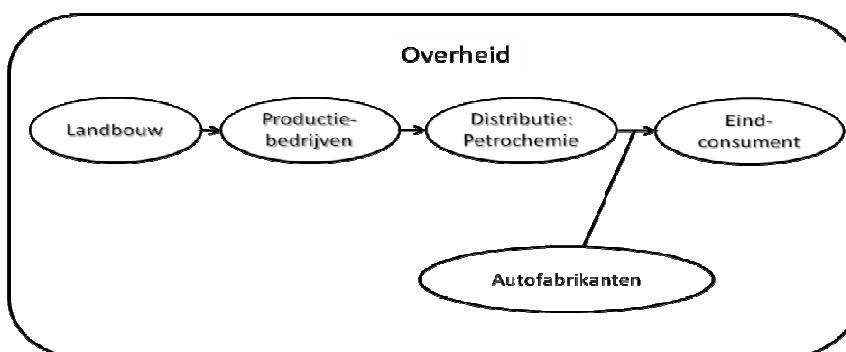 Overheid
Landbouw
Productie-
bedrijven
Distributie:
Petrochemie
Eind-
consument
Autofabrikanten